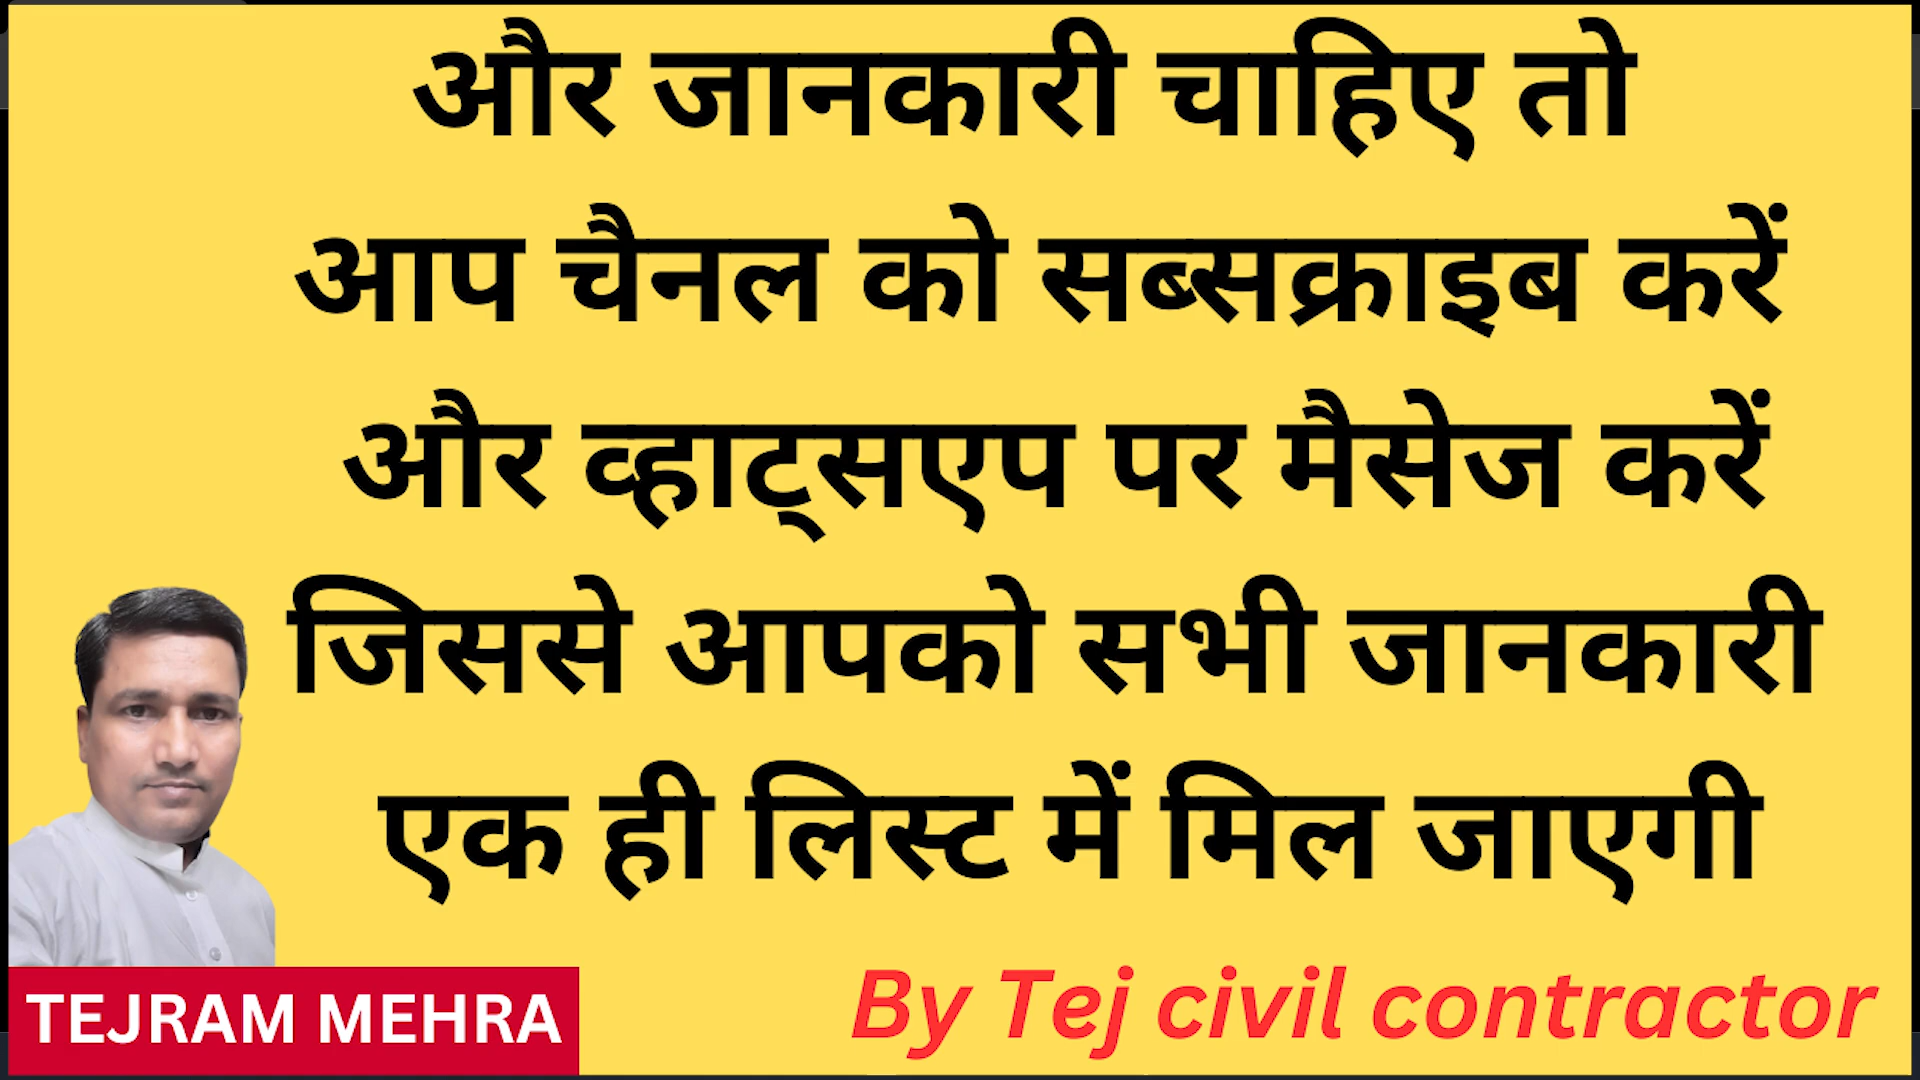 और जानकारी चाहिए तो
आप चैनल को सब्सक्राइब करें
और व्हाट्सएप पर मैसेज करें
जिससे आपको सभी जानकारी
एक ही लिस्ट में मिल जाएगी
TEJRAM MEHRA
By Tej civil contractor